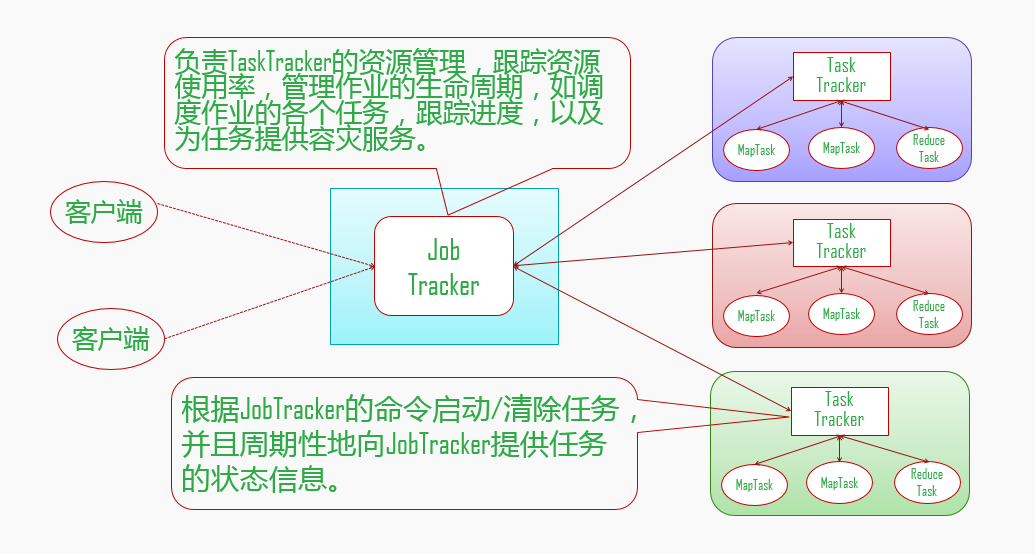 负责TaskTracker的资源管理，跟踪资源
使用率，管理作业的生命周期，如调
度作业的各个任务，跟踪进度，以及
为任务提供容灾服务。
客户端
客户端
Job
Tracker
根据JobTracker的命令启动/清除任务，
并且周期性地向JobTracker提供任务
的状态信息。
Task
Tracker
MapTask
MapTask
Reduce
Task
Task
Tracker
MapTask
MapTask
Reduce
Task
Task
Tracker
MapTask
MapTask
Reduce
Task